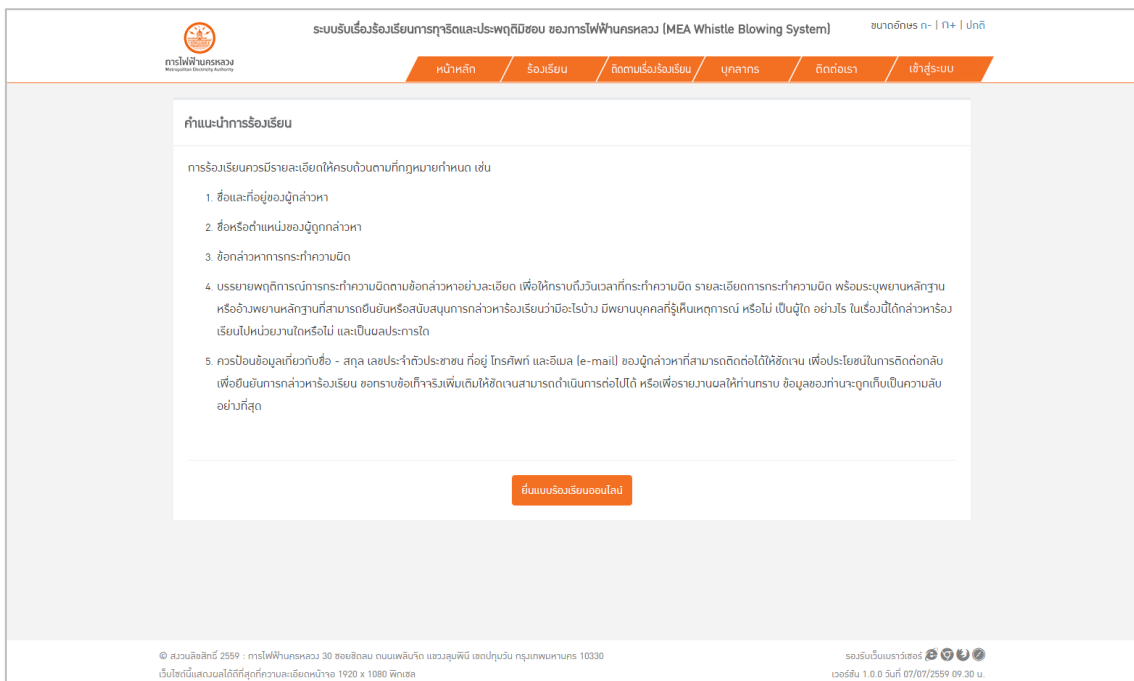 ระบบรับเรื่องร้องเรียนการทุจริตและประพฤติมิชอบ ของการไฟฟ้านครหลวง (MEA Whistle Blowing System)
ขนาดอักษร ก- | ก+ | ปกติ
การไฟฟ้านครหลวง
Metropolitan Electricity Authority
หน้าหลัก
ร้องเรียน
ติดตามเรื่องร้องเรียน
บุคลากร
ติดต่อเรา
เข้าสู่ระบบ
คำแนะนำการร้องเรียน
การร้องเรียนควรมีรายละเอียดให้ครบถ้วนตามที่กฎหมายกำหนด เช่น
1. ชื่อและที่อยู่ของผู้กล่าวหา
2. ชื่อหรือตำแหน่งของผู้ถูกกล่าวหา
3. ข้อกล่าวหาการกระทำความผิด
4. บรรยายพฤติการณ์การกระทำความผิดตามข้อกล่าวหาอย่างละเอียด เพื่อให้ทราบถึงวันเวลาที่กระทำความผิด รายละเอียดการกระทำความผิด พร้อมระบุพยานหลักฐาน
หรืออ้างพยานหลักฐานที่สามารถยืนยันหรือสนับสนุนการกล่าวหาร้องเรียนว่ามีอะไรบ้าง มีพยานบุคคลที่รู้เห็นเหตุการณ์ หรือไม่ เป็นผู้ใด อย่างไร ในเรื่องนี้ได้กล่าวหาร้อง
เรียนไปหน่วยงานใดหรือไม่ และเป็นผลประการใด
5. ควรป้อนข้อมูลเกี่ยวกับชื่อ - สกุล เลขประจำตัวประชาชน ที่อยู่ โทรศัพท์ และอีเมล (e-mail) ของผู้กล่าวหาที่สามารถติดต่อได้ให้ชัดเจน เพื่อประโยชน์ในการติดต่อกลับ
เพื่อยืนยันการกล่าวหาร้องเรียน ขอทราบข้อเท็จจริงเพิ่มเติมให้ชัดเจนสามารถดำเนินการต่อไปได้ หรือเพื่อรายงานผลให้ท่านทราบ ข้อมูลของท่านจะถูกเก็บเป็นความลับ
อย่างที่สุด
ยื่นแบบร้องเรียนออนไลน์
© สงวนลิขสิทธิ์ 2559 : การไฟฟ้านครหลวง 30 ซอยชิดลม ถนนเพลินจิต แขวงลุมพินี เขตปทุมวัน กรุงเทพมหานคร 10330
รองรับเว็บเบราว์เซอร์
เว็บไซต์นี้แสดงผลได้ดีที่สุดที่ความละเอียดหน้าจอ 1920 x 1080 พิกเซล
เวอร์ชัน 1.0.0 วันที่ 07/07/2559 09.30 น.